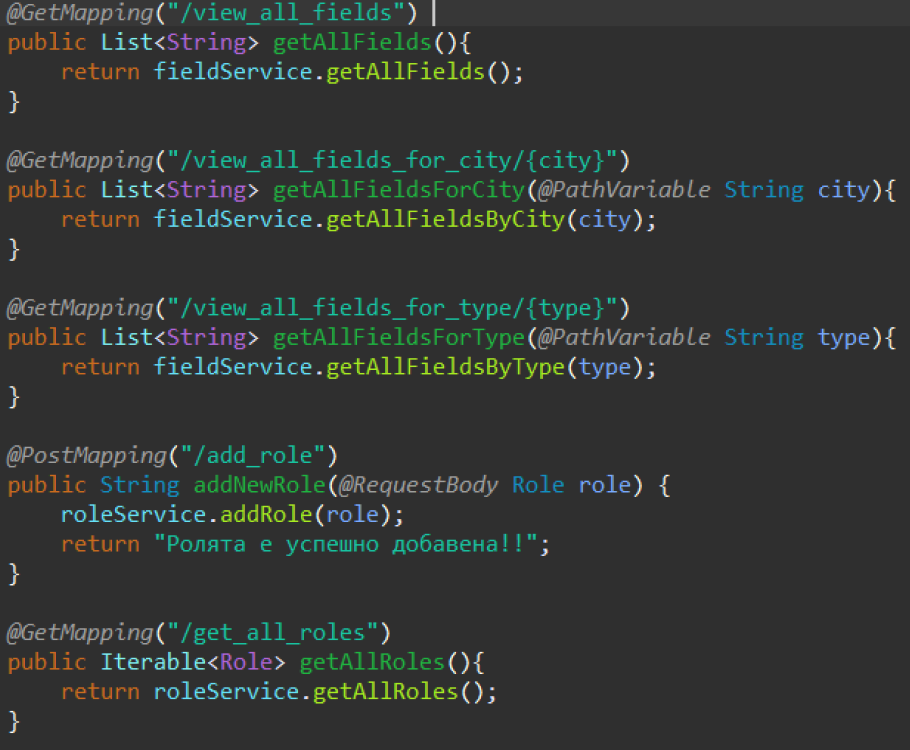 @GetMapping("/view_all_fields")
public List<String> getAllFields(){
    return fieldService.getAllFields();
}
@GetMapping("/view_all_fields_for_city/{city}")
public List<String> getAllFieldsForCity(@PathVariable String city){
    return fieldService.getAllFieldsByCity(city);
}
@GetMapping("/view_all_fields_for_type/{type}")
public List<String> getAllFieldsForType(@PathVariable String type){
    return fieldService.getAllFieldsByType(type);
}
@PostMapping("/add_role")
public String addNewRole(@RequestBody Role role) {
    roleService.addRole(role);
    return "Ролята е успешно добавена!!";
}
@GetMapping("/get_all_roles")
public Iterable<Role> getAllRoles(){
    return roleService.getAllRoles();
}